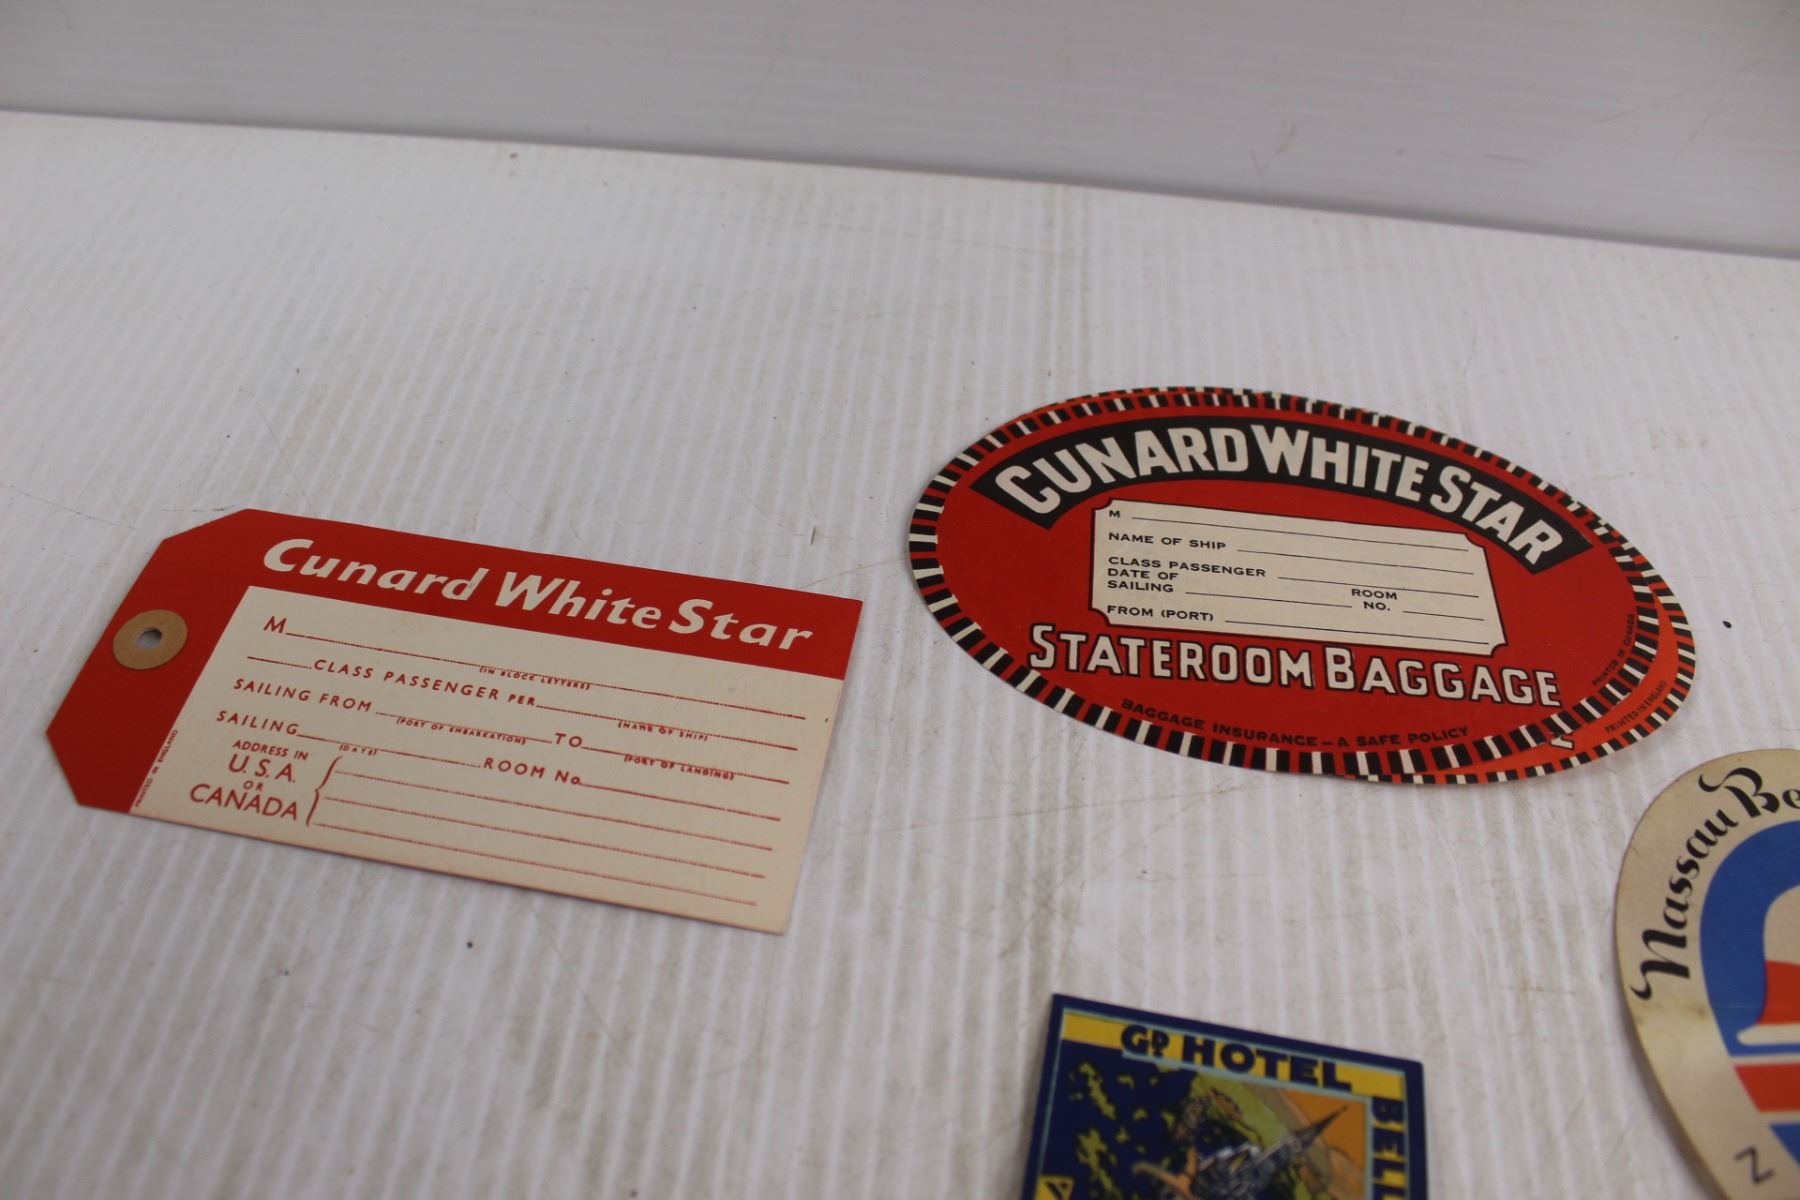 Cunard White Star
M
(IN BLOCK LETTERS)
CLASS PASSENGER PER
(NAME OF SHIP)
SAILING FROM TO
(PORT OF EMBARKATION) (PORT OF LANDING)
SAILING ROOM No.
(DATE)
ADDRESS IN
U.S.A.
OR
CANADA
PRINTED IN ENGLAND
CUNARD WHITE STAR
M
NAME OF SHIP
CLASS PASSENGER
DATE OF
SAILING
ROOM
NO.
FROM (PORT)
STATEROOM BAGGAGE
BAGGAGE INSURANCE – A SAFE POLICY
PRINTED IN CANADA
PRINTED IN ENGLAND
Nassau
GD HOTEL